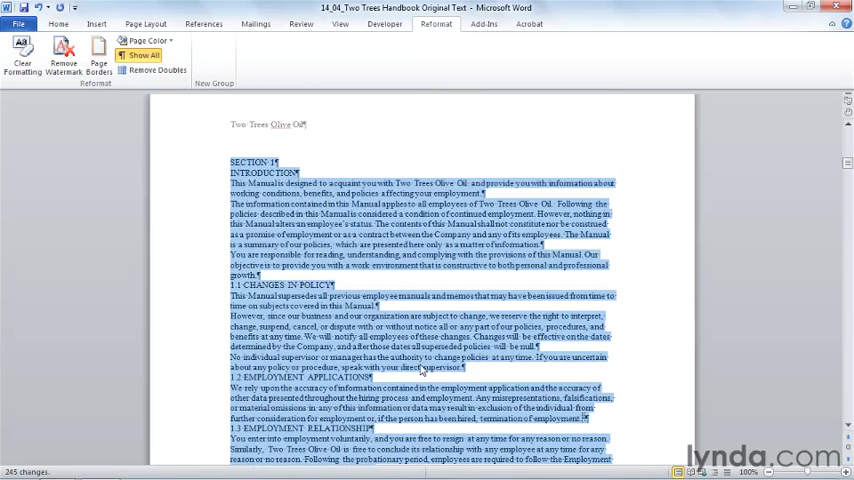 14_04_Two Trees Handbook Original Text - Microsoft Word
File Home Insert Page Layout References Mailings Review View Developer Reformat Add-Ins Acrobat
Clear Formatting
Remove Watermark
Page Borders
Page Color
Show All
Remove Doubles
Reformat
New Group
Two Trees Olive Oil¶
SECTION 1¶
INTRODUCTION¶
This Manual is designed to acquaint you with Two Trees Olive Oil and provide you with information about
working conditions, benefits, and policies affecting your employment.¶
The information contained in this Manual applies to all employees of Two Trees Olive Oil. Following the
policies described in this Manual is considered a condition of continued employment. However, nothing in
this Manual alters an employee's status. The contents of this Manual shall not constitute nor be construed
as a promise of employment or as a contract between the Company and any of its employees. The Manual
is a summary of our policies, which are presented here only as a matter of information.¶
You are responsible for reading, understanding, and complying with the provisions of this Manual. Our
objective is to provide you with a work environment that is constructive to both personal and professional
growth.¶
1.1 CHANGES IN POLICY¶
This Manual supersedes all previous employee manuals and memos that may have been issued from time to
time on subjects covered in this Manual.¶
However, since our business and our organization are subject to change, we reserve the right to interpret,
change, suspend, cancel, or dispute with or without notice all or any part of our policies, procedures, and
benefits at any time. We will notify all employees of these changes. Changes will be effective on the dates
determined by the Company, and after those dates all superseded policies will be null.¶
No individual supervisor or manager has the authority to change policies at any time. If you are uncertain
about any policy or procedure, speak with your direct supervisor.¶
1.2 EMPLOYMENT APPLICATIONS¶
We rely upon the accuracy of information contained in the employment application and the accuracy of
other data presented throughout the hiring process and employment. Any misrepresentations, falsifications,
or material omissions in any of this information or data may result in exclusion of the individual from
further consideration for employment or, if the person has been hired, termination of employment.¶
1.3 EMPLOYMENT RELATIONSHIP¶
You enter into employment voluntarily, and you are free to resign at any time for any reason or no reason.
Similarly, Two Trees Olive Oil is free to conclude its relationship with any employee at any time for any
reason or no reason. Following the probationary period, employees are required to follow the Employment
lynda.com
245 changes.
100%